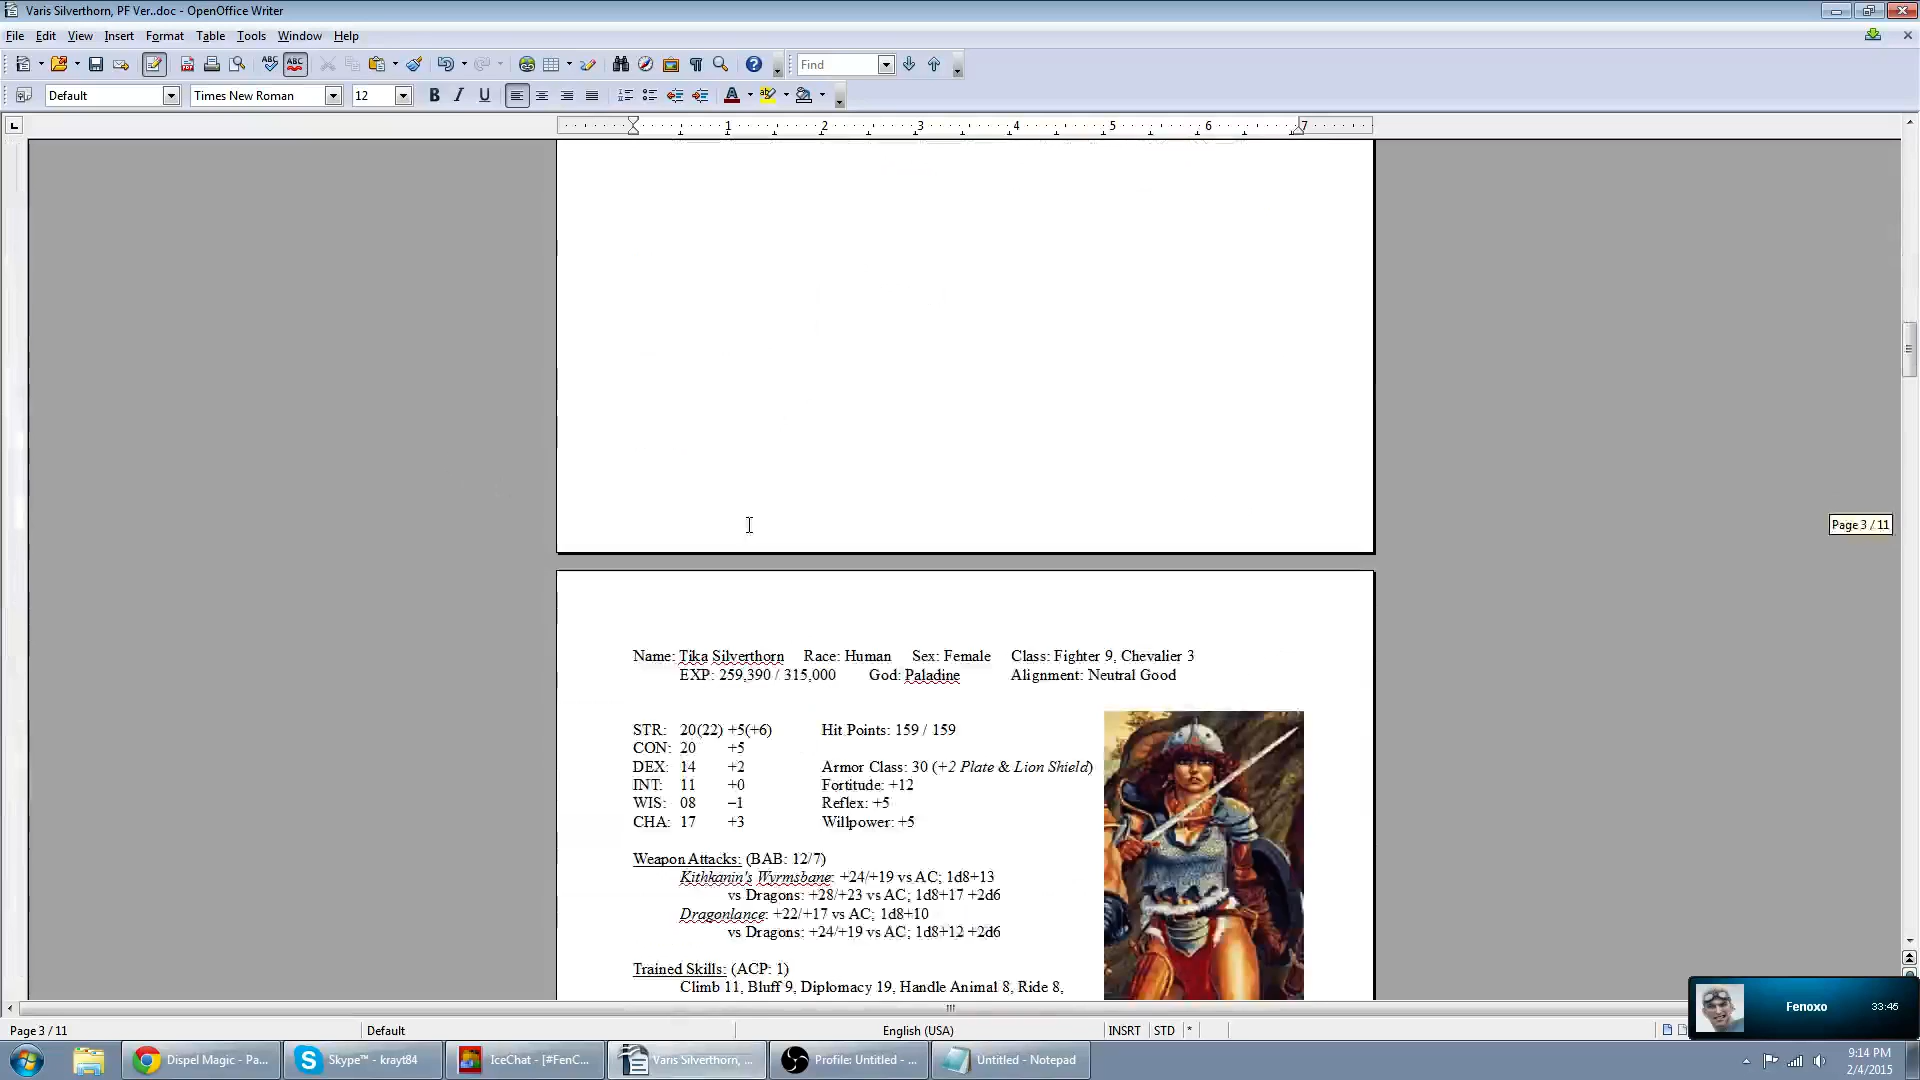 Varis Silverthorn, PF Ver..doc - OpenOffice Writer
File Edit View Insert Format Table Tools Window Help
Find
Default Times New Roman 12
1 2 3 4 5 6 7
Page 3 / 11
Name: Tika Silverthorn Race: Human Sex: Female Class: Fighter 9, Chevalier 3
EXP: 259,390 / 315,000 God: Paladine Alignment: Neutral Good
STR: 20(22) +5(+6) Hit Points: 159 / 159
CON: 20 +5
DEX: 14 +2 Armor Class: 30 (+2 Plate & Lion Shield)
INT: 11 +0 Fortitude: +12
WIS: 08 –1 Reflex: +5
CHA: 17 +3 Willpower: +5
Weapon Attacks: (BAB: 12/7)
Kithkanin's Wyrmsbane: +24/+19 vs AC; 1d8+13
vs Dragons: +28/+23 vs AC; 1d8+17 +2d6
Dragonlance: +22/+17 vs AC; 1d8+10
vs Dragons: +24/+19 vs AC; 1d8+12 +2d6
Trained Skills: (ACP: 1)
Climb 11, Bluff 9, Diplomacy 19, Handle Animal 8, Ride 8,
Fenoxo 33:45
Page 3 / 11 Default English (USA) INSRT STD *
Dispel Magic - Pa... Skype™ - krayt84 IceChat - [#FenC... Varis Silverthorn, ... Profile: Untitled - ... Untitled - Notepad
9:14 PM
2/4/2015